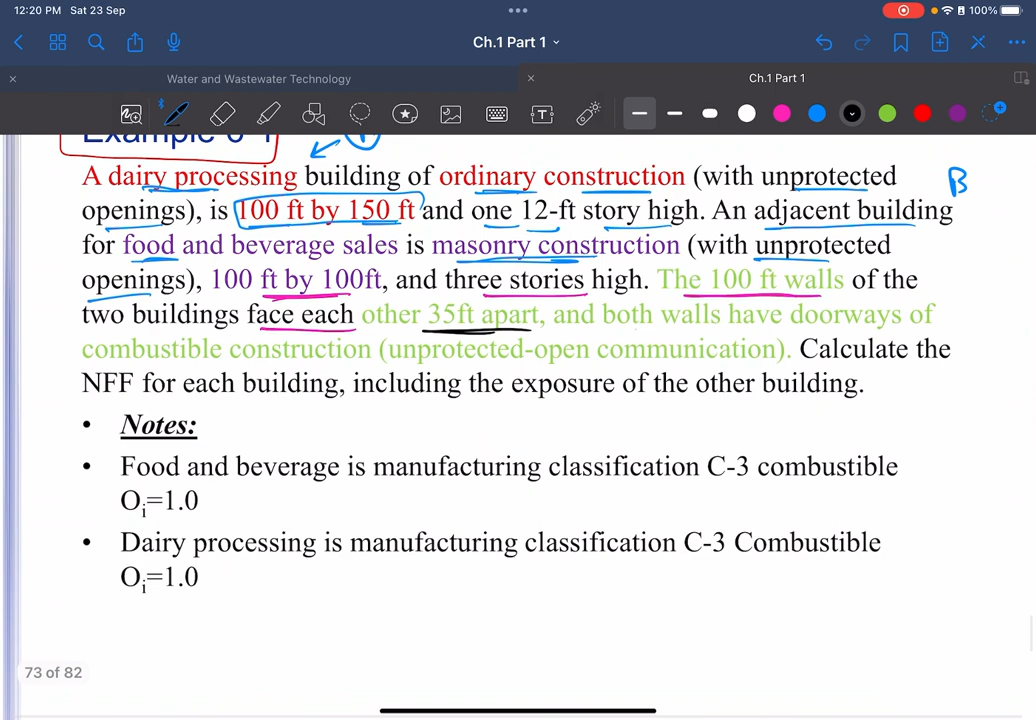 12:20 PM Sat 23 Sep
100%
Ch.1 Part 1
Water and Wastewater Technology
Ch.1 Part 1
A dairy processing building of ordinary construction (with unprotected
B
openings), is 100 ft by 150 ft and one 12-ft story high. An adjacent building
for food and beverage sales is masonry construction (with unprotected
openings), 100 ft by 100ft, and three stories high. The 100 ft walls of the
two buildings face each other 35ft apart, and both walls have doorways of
combustible construction (unprotected-open communication). Calculate the
NFF for each building, including the exposure of the other building.
• Notes:
• Food and beverage is manufacturing classification C-3 combustible
Oi=1.0
• Dairy processing is manufacturing classification C-3 Combustible
Oi=1.0
73 of 82